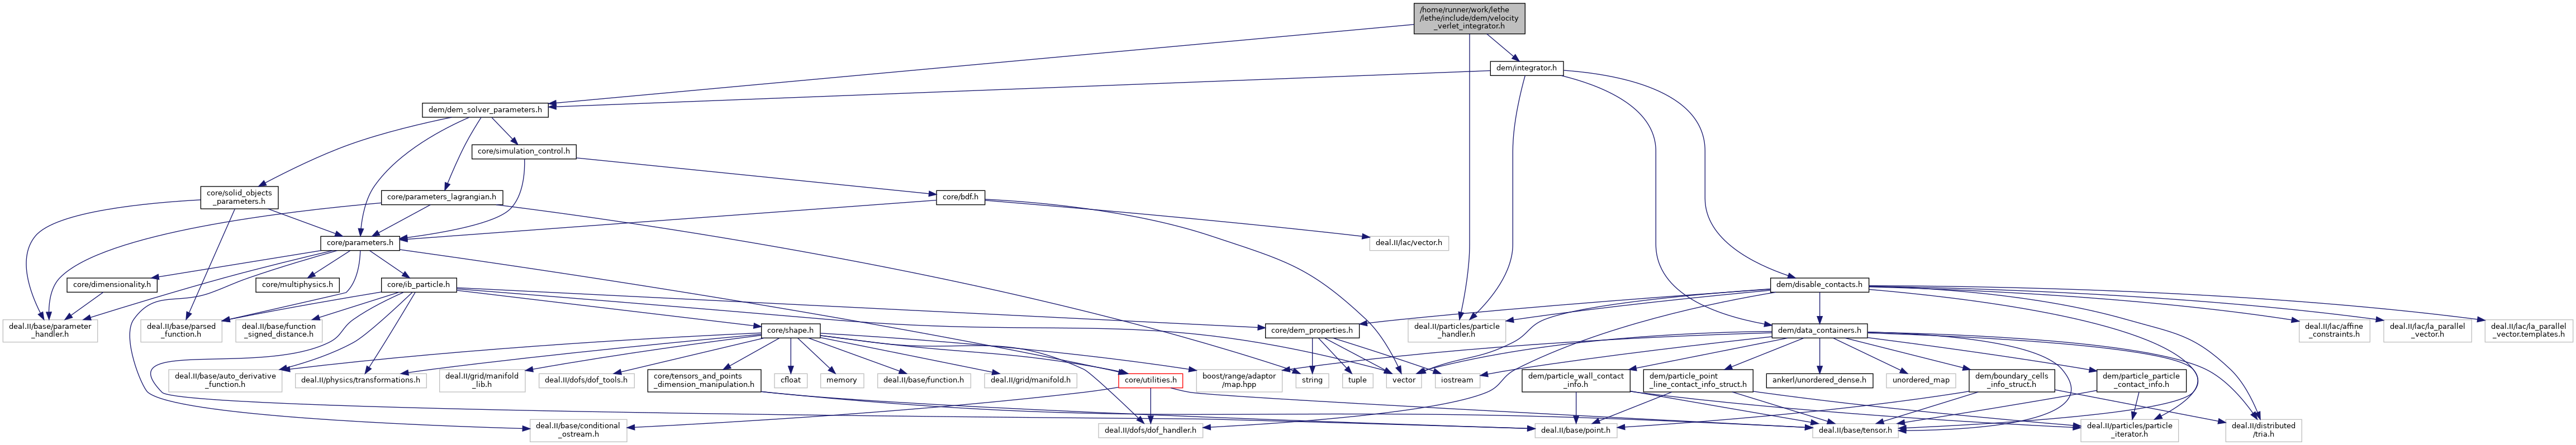 /home/runner/work/lethe
/lethe/include/dem/velocity
_verlet_integrator.h
dem/integrator.h
dem/dem_solver_parameters.h
core/simulation_control.h
core/solid_objects
_parameters.h
core/parameters_lagrangian.h
core/bdf.h
core/parameters.h
deal.II/lac/vector.h
core/dimensionality.h
core/multiphysics.h
core/ib_particle.h
dem/disable_contacts.h
deal.II/base/parameter
_handler.h
deal.II/base/parsed
_function.h
deal.II/base/function
_signed_distance.h
core/shape.h
core/dem_properties.h
deal.II/particles/particle
_handler.h
dem/data_containers.h
deal.II/lac/affine
_constraints.h
deal.II/lac/la_parallel
_vector.h
deal.II/lac/la_parallel
_vector.templates.h
deal.II/base/auto_derivative
_function.h
deal.II/physics/transformations.h
deal.II/grid/manifold
_lib.h
deal.II/dofs/dof_tools.h
core/tensors_and_points
_dimension_manipulation.h
cfloat
memory
deal.II/base/function.h
deal.II/grid/manifold.h
core/utilities.h
boost/range/adaptor
/map.hpp
string
tuple
vector
iostream
dem/particle_wall_contact
_info.h
dem/particle_point
_line_contact_info_struct.h
ankerl/unordered_dense.h
unordered_map
dem/boundary_cells
_info_struct.h
dem/particle_particle
_contact_info.h
deal.II/base/conditional
_ostream.h
deal.II/dofs/dof_handler.h
deal.II/base/point.h
deal.II/base/tensor.h
deal.II/particles/particle
_iterator.h
deal.II/distributed
/tria.h